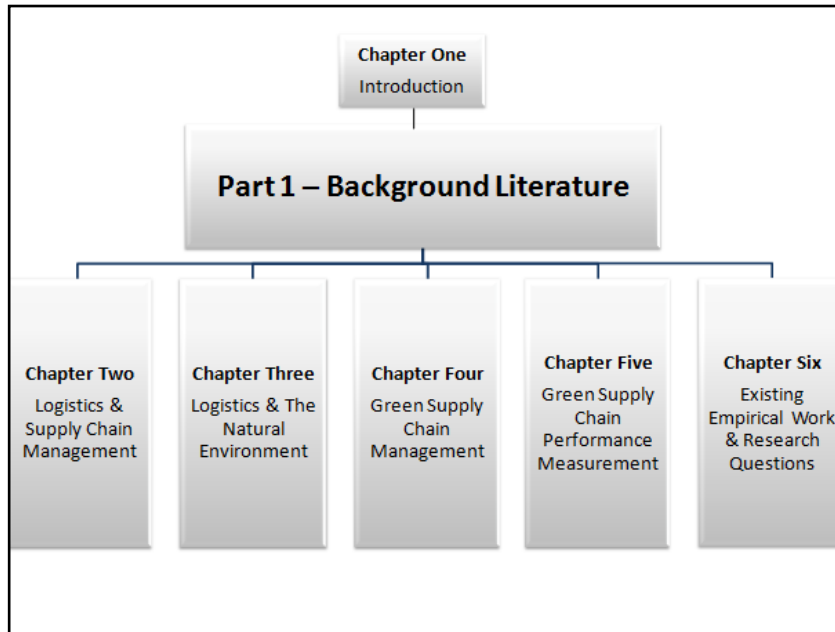 Chapter One
Introduction
Part 1 – Background Literature
Chapter Two
Logistics &
Supply Chain
Management
Chapter Three
Logistics & The
Natural
Environment
Chapter Four
Green Supply
Chain
Management
Chapter Five
Green Supply
Chain
Performance
Measurement
Chapter Six
Existing
Empirical Work
& Research
Questions